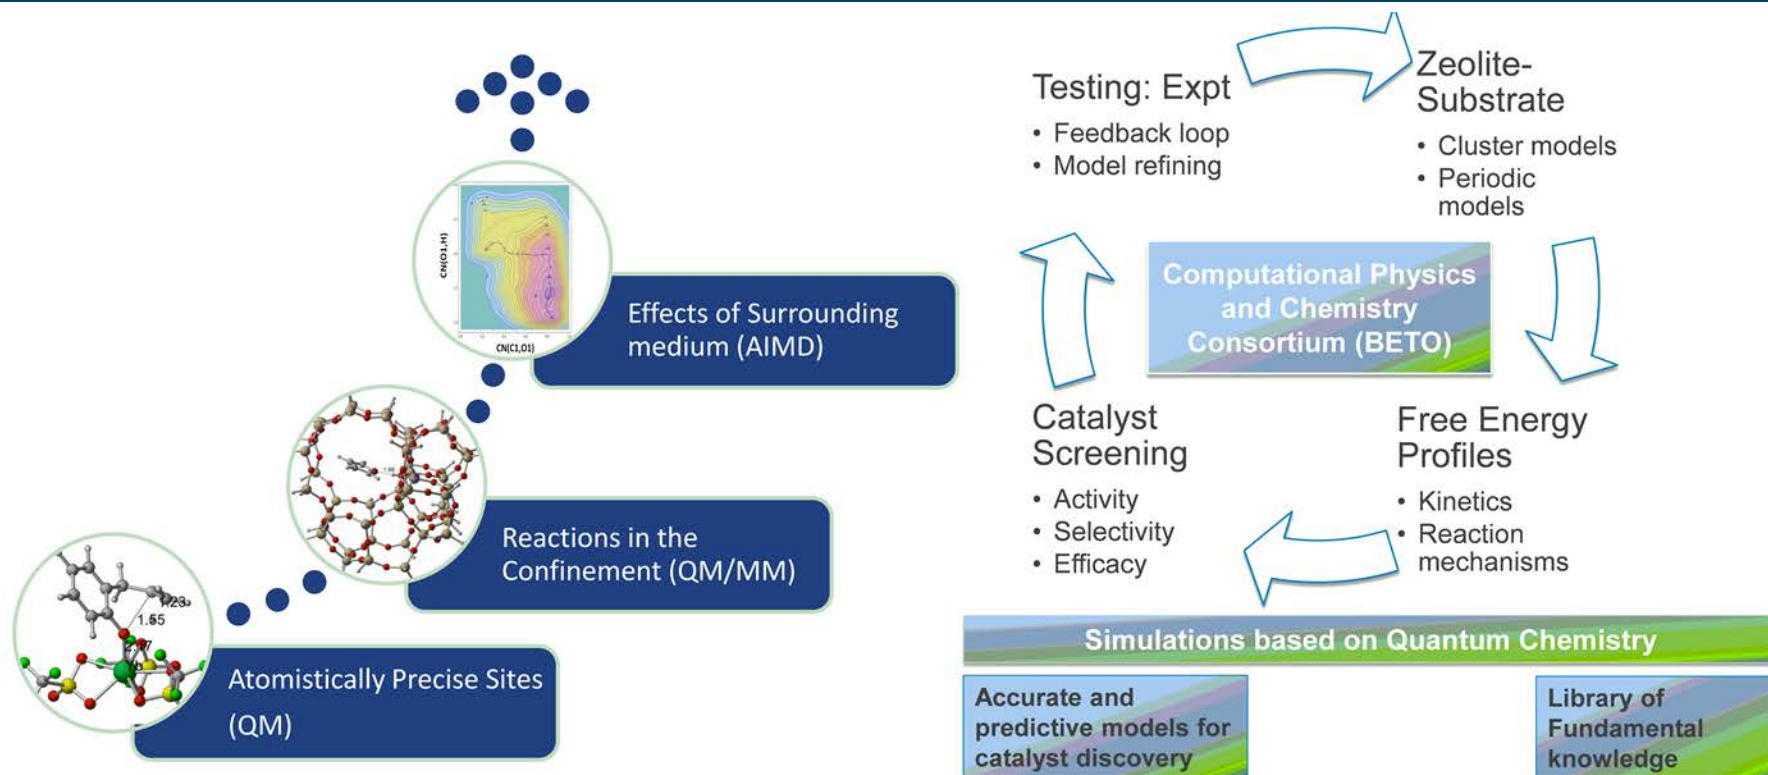 CN(O1,H)
CN(C1,O1)
Effects of Surrounding
medium (AIMD)
Reactions in the
Confinement (QM/MM)
1.55
Atomistically Precise Sites
(QM)
Testing: Expt
• Feedback loop
• Model refining
Zeolite-
Substrate
• Cluster models
• Periodic
models
Computational Physics
and Chemistry
Consortium (BETO)
Catalyst
Screening
• Activity
• Selectivity
• Efficacy
Free Energy
Profiles
• Kinetics
• Reaction
mechanisms
Simulations based on Quantum Chemistry
Accurate and
predictive models for
catalyst discovery
Library of
Fundamental
knowledge